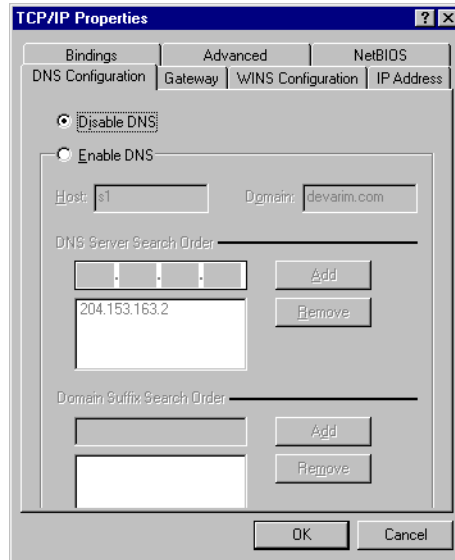 TCP/IP Properties
Bindings
Advanced
NetBIOS
DNS Configuration
Gateway
WINS Configuration
IP Address
Disable DNS
Enable DNS
Host: s1
Domain: devarim.com
DNS Server Search Order
Add
204.153.163.2
Remove
Domain Suffix Search Order
Add
Remove
OK
Cancel